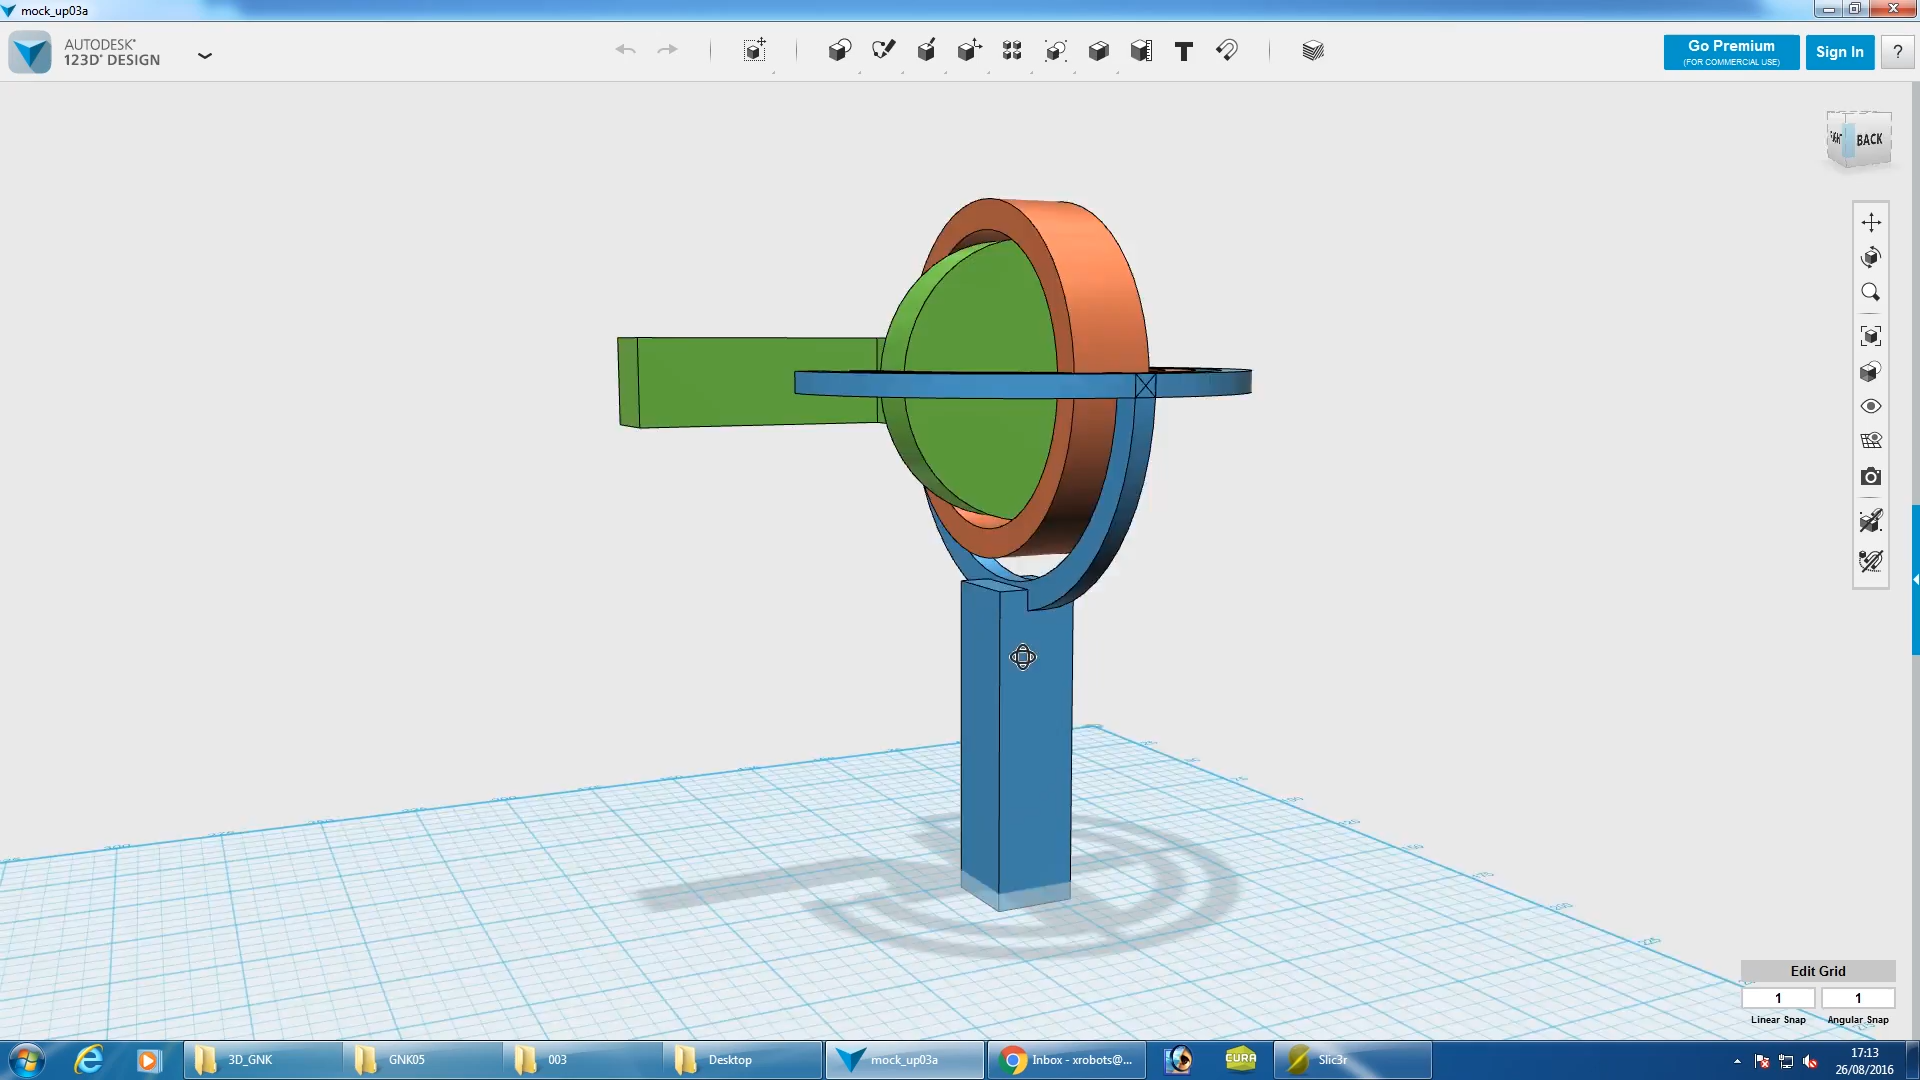 mock_up03a
AUTODESK®
123D® DESIGN
Go Premium
(FOR COMMERCIAL USE)
Sign In
?
BACK
Edit Grid
1
1
Linear Snap
Angular Snap
3D_GNK
GNK05
003
Desktop
mock_up03a
Inbox - xrobots@...
CURA
Slic3r
17:13
26/08/2016